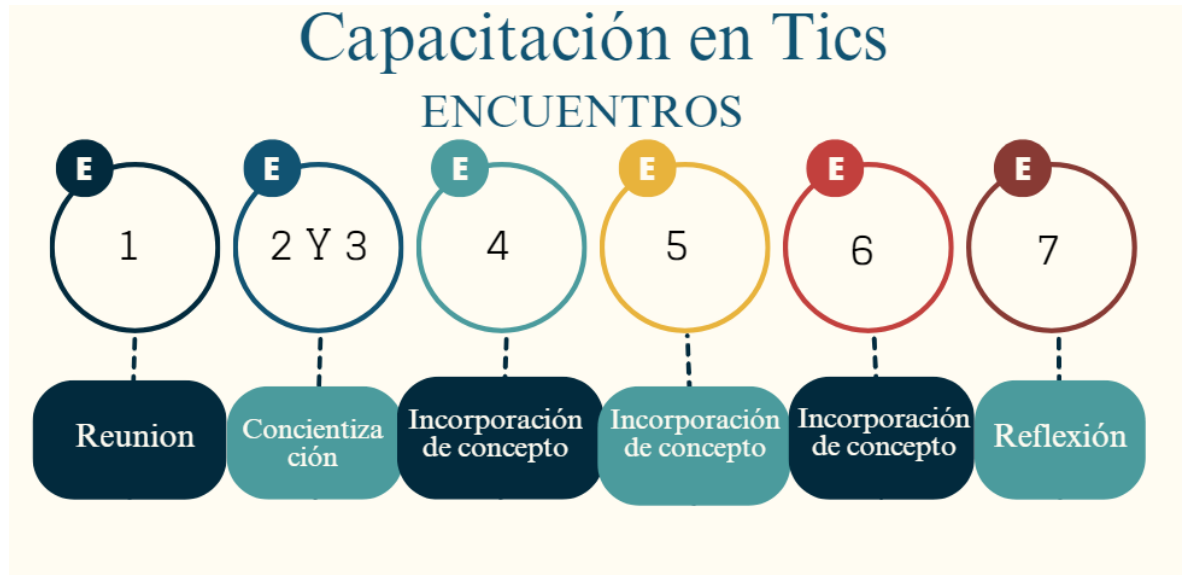 Capacitación en Tics
ENCUENTROS
E
E
E
E
E
E
1
2 Y 3
4
5
6
7
Reunion
Concientiza
ción
Incorporación
de concepto
Incorporación
de concepto
Incorporación
de concepto
Reflexión